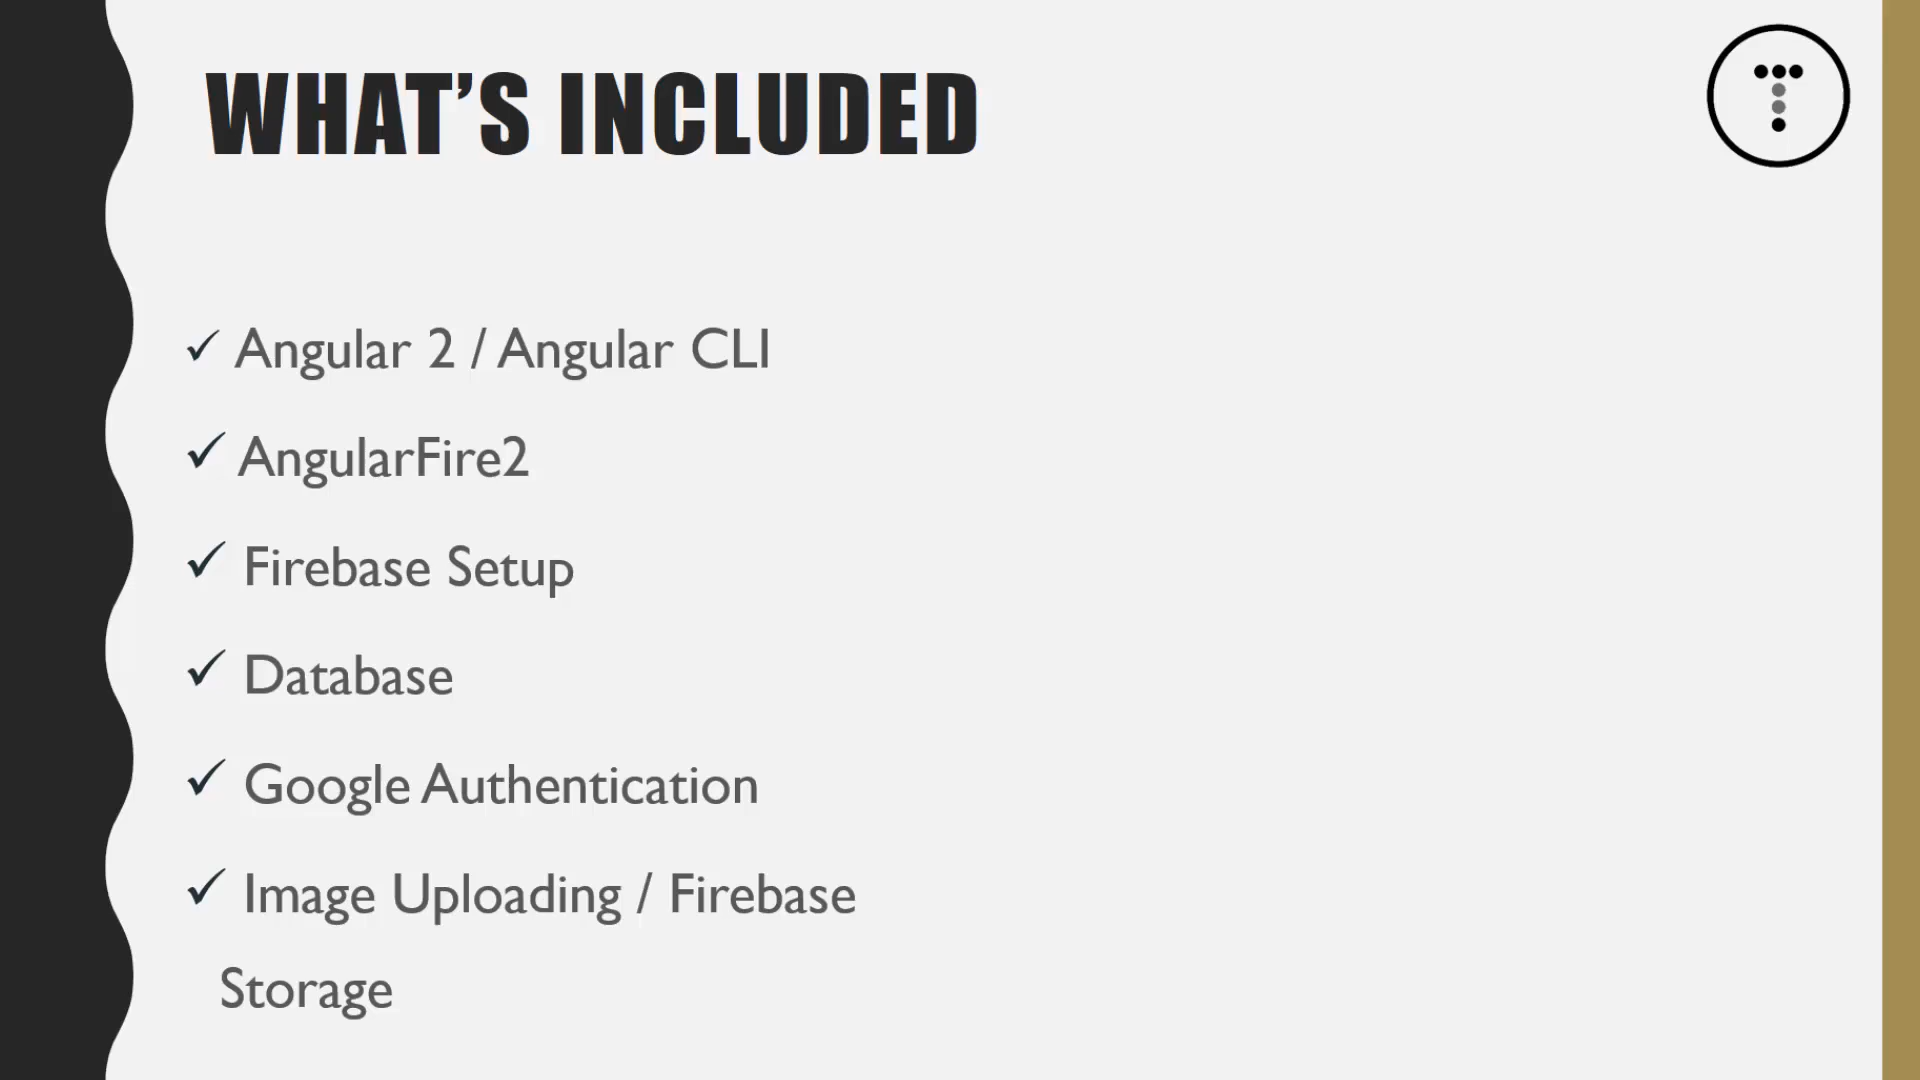 WHAT'S INCLUDED
✓ Angular 2 / Angular CLI
✓ AngularFire2
✓ Firebase Setup
✓ Database
✓ Google Authentication
✓ Image Uploading / Firebase
Storage